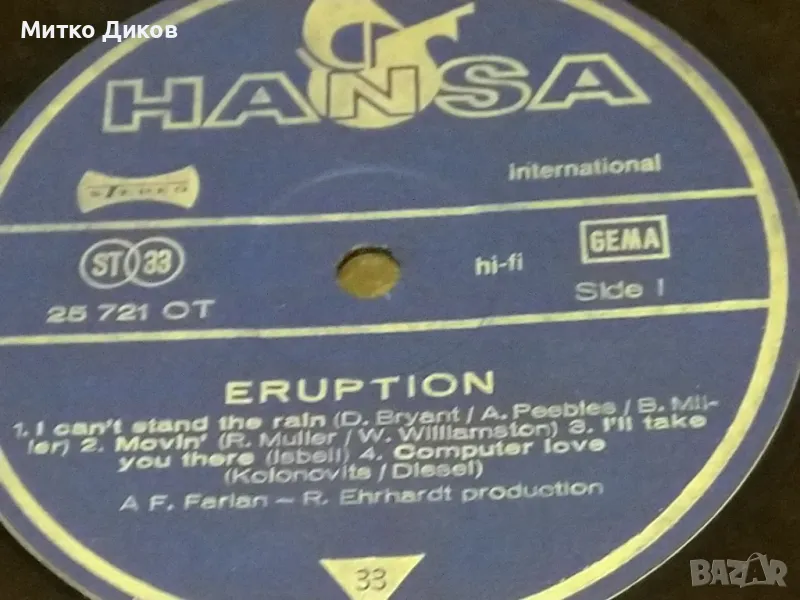 Митко Диков
HANSA
International
STEREO
ST 33
hi-fi
GEMA
25 721 OT
Side 1
ERUPTION
1. I can't stand the rain (D. Bryant / A. Peebles / B. Mil-
ler) 2. Movin' (R. Muller / W. Williamston) 3. I'll take
you there (Isbell) 4. Computer love
(Kolonovits / Diesel)
A F. Farian – R. Ehrhardt production
33
BAZAR